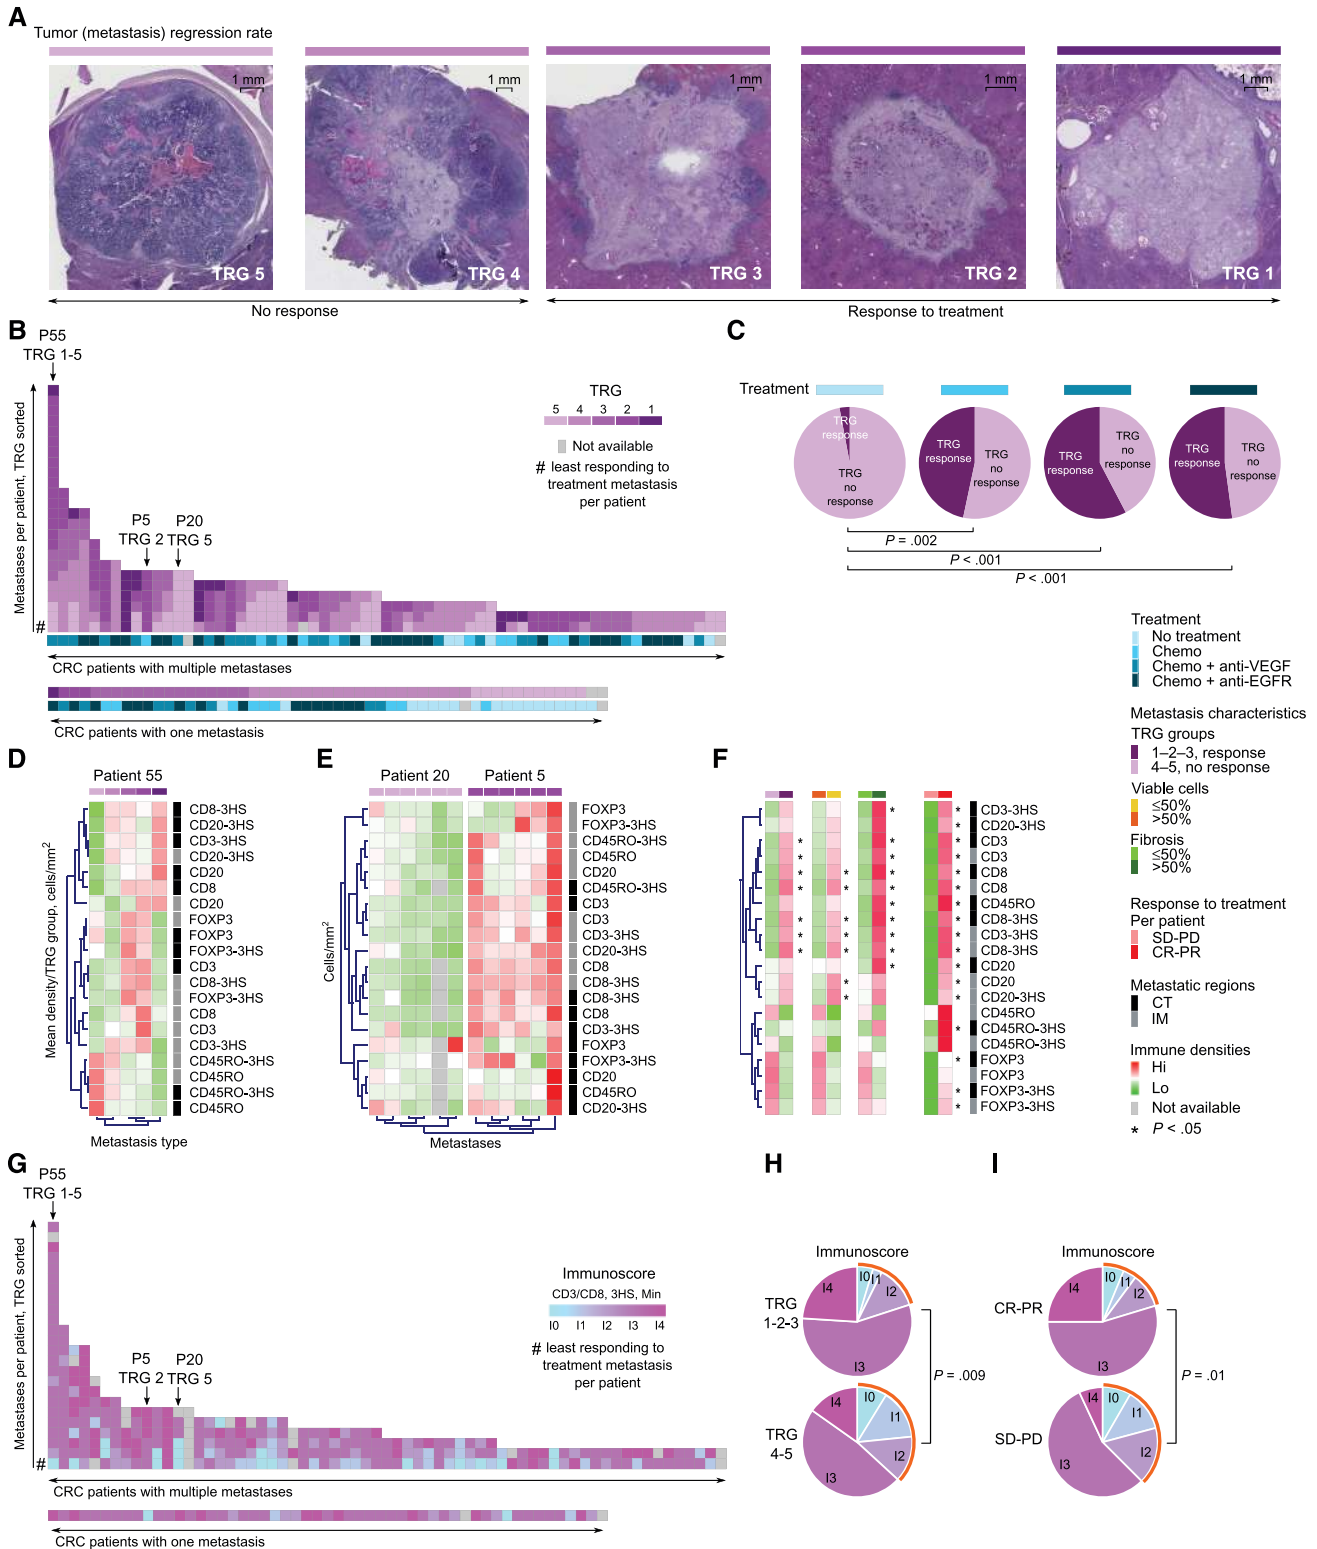 A
Tumor (metastasis) regression rate
1 mm
1 mm
1 mm
1 mm
1 mm
TRG 5
TRG 4
TRG 3
TRG 2
TRG 1
No response
Response to treatment
B
P55
TRG 1-5
Metastases per patient, TRG sorted
#
P5
TRG 2
P20
TRG 5
TRG
5 4 3 2 1
Not available
# least responding to
treatment metastasis
per patient
CRC patients with multiple metastases
CRC patients with one metastasis
C
Treatment
TRG
response
TRG
no
response
TRG
response
TRG
no
response
TRG
response
TRG
no
response
TRG
response
TRG
no
response
P = .002
P < .001
P < .001
Treatment
No treatment
Chemo
Chemo + anti-VEGF
Chemo + anti-EGFR
Metastasis characteristics
TRG groups
1–2–3, response
4–5, no response
Viable cells
≤50%
>50%
Fibrosis
≤50%
>50%
Response to treatment
Per patient
SD-PD
CR-PR
Metastatic regions
CT
IM
Immune densities
Hi
Lo
Not available
* P < .05
D
Patient 55
Mean density/TRG group, cells/mm²
CD8-3HS
CD20-3HS
CD3-3HS
CD20-3HS
CD20
CD8
CD20
FOXP3
FOXP3
FOXP3-3HS
CD3
CD8-3HS
FOXP3-3HS
CD8
CD3
CD3-3HS
CD45RO-3HS
CD45RO
CD45RO-3HS
CD45RO
Metastasis type
E
Patient 20
Patient 5
Cells/mm²
FOXP3
FOXP3-3HS
CD45RO-3HS
CD45RO
CD20
CD45RO-3HS
CD3
CD3
CD3-3HS
CD20-3HS
CD8
CD8-3HS
CD8-3HS
CD8
CD3-3HS
FOXP3
FOXP3-3HS
CD20
CD45RO
CD20-3HS
Metastases
F
* * CD3-3HS
* CD20-3HS
* * * CD3
* * * CD3
* * * * CD8
* * * * CD8
* * CD45RO
* * * * CD8-3HS
* * * * CD3-3HS
* * * * CD8-3HS
* * CD20
* * CD20
* * CD20-3HS
CD45RO
* CD45RO-3HS
CD45RO-3HS
* FOXP3
FOXP3
* FOXP3-3HS
* FOXP3-3HS
G
P55
TRG 1-5
Metastases per patient, TRG sorted
#
P5
TRG 2
P20
TRG 5
Immunoscore
CD3/CD8, 3HS, Min
I0 I1 I2 I3 I4
# least responding to
treatment metastasis
per patient
CRC patients with multiple metastases
CRC patients with one metastasis
H
Immunoscore
TRG
1-2-3
I0
I1
I2
I3
I4
TRG
4-5
I0
I1
I2
I3
I4
P = .009
I
Immunoscore
CR-PR
I0
I1
I2
I3
I4
SD-PD
I0
I1
I2
I3
I4
P = .01